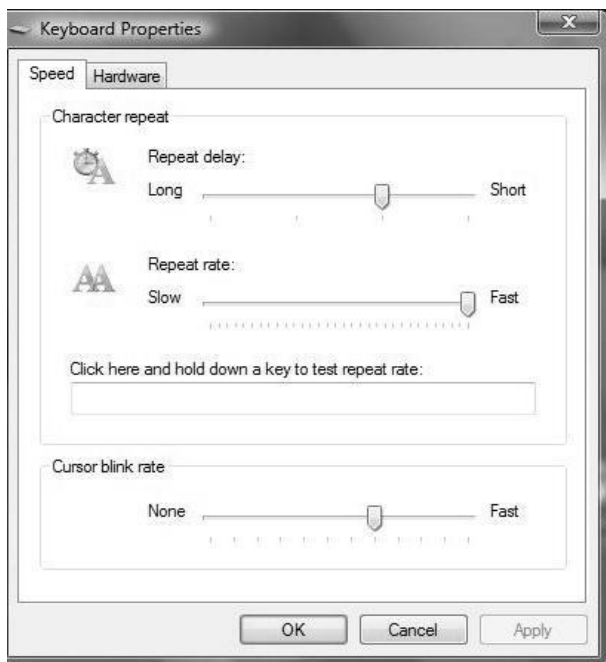 Keyboard Properties
Speed Hardware
Character repeat
Repeat delay:
Long Short
Repeat rate:
Slow Fast
Click here and hold down a key to test repeat rate:
Cursor blink rate
None Fast
OK Cancel Apply